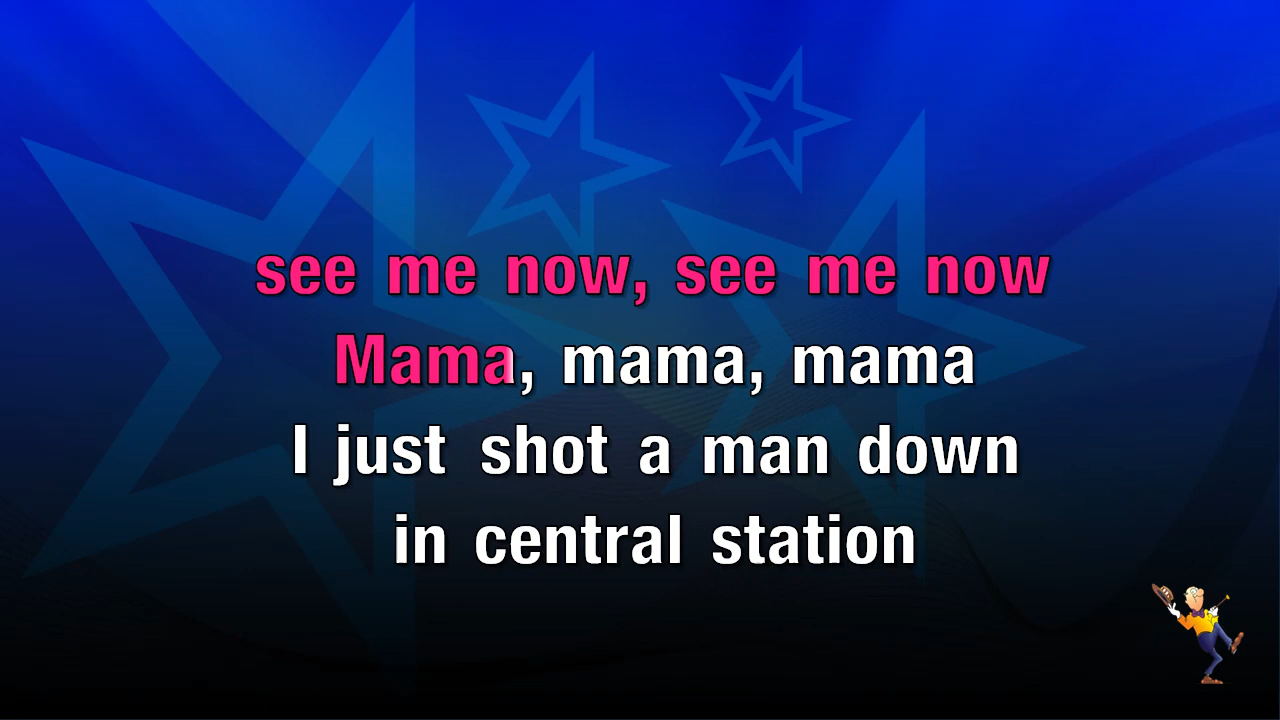 see me now, see me now
Mama, mama, mama
I just shot a man down
in central station